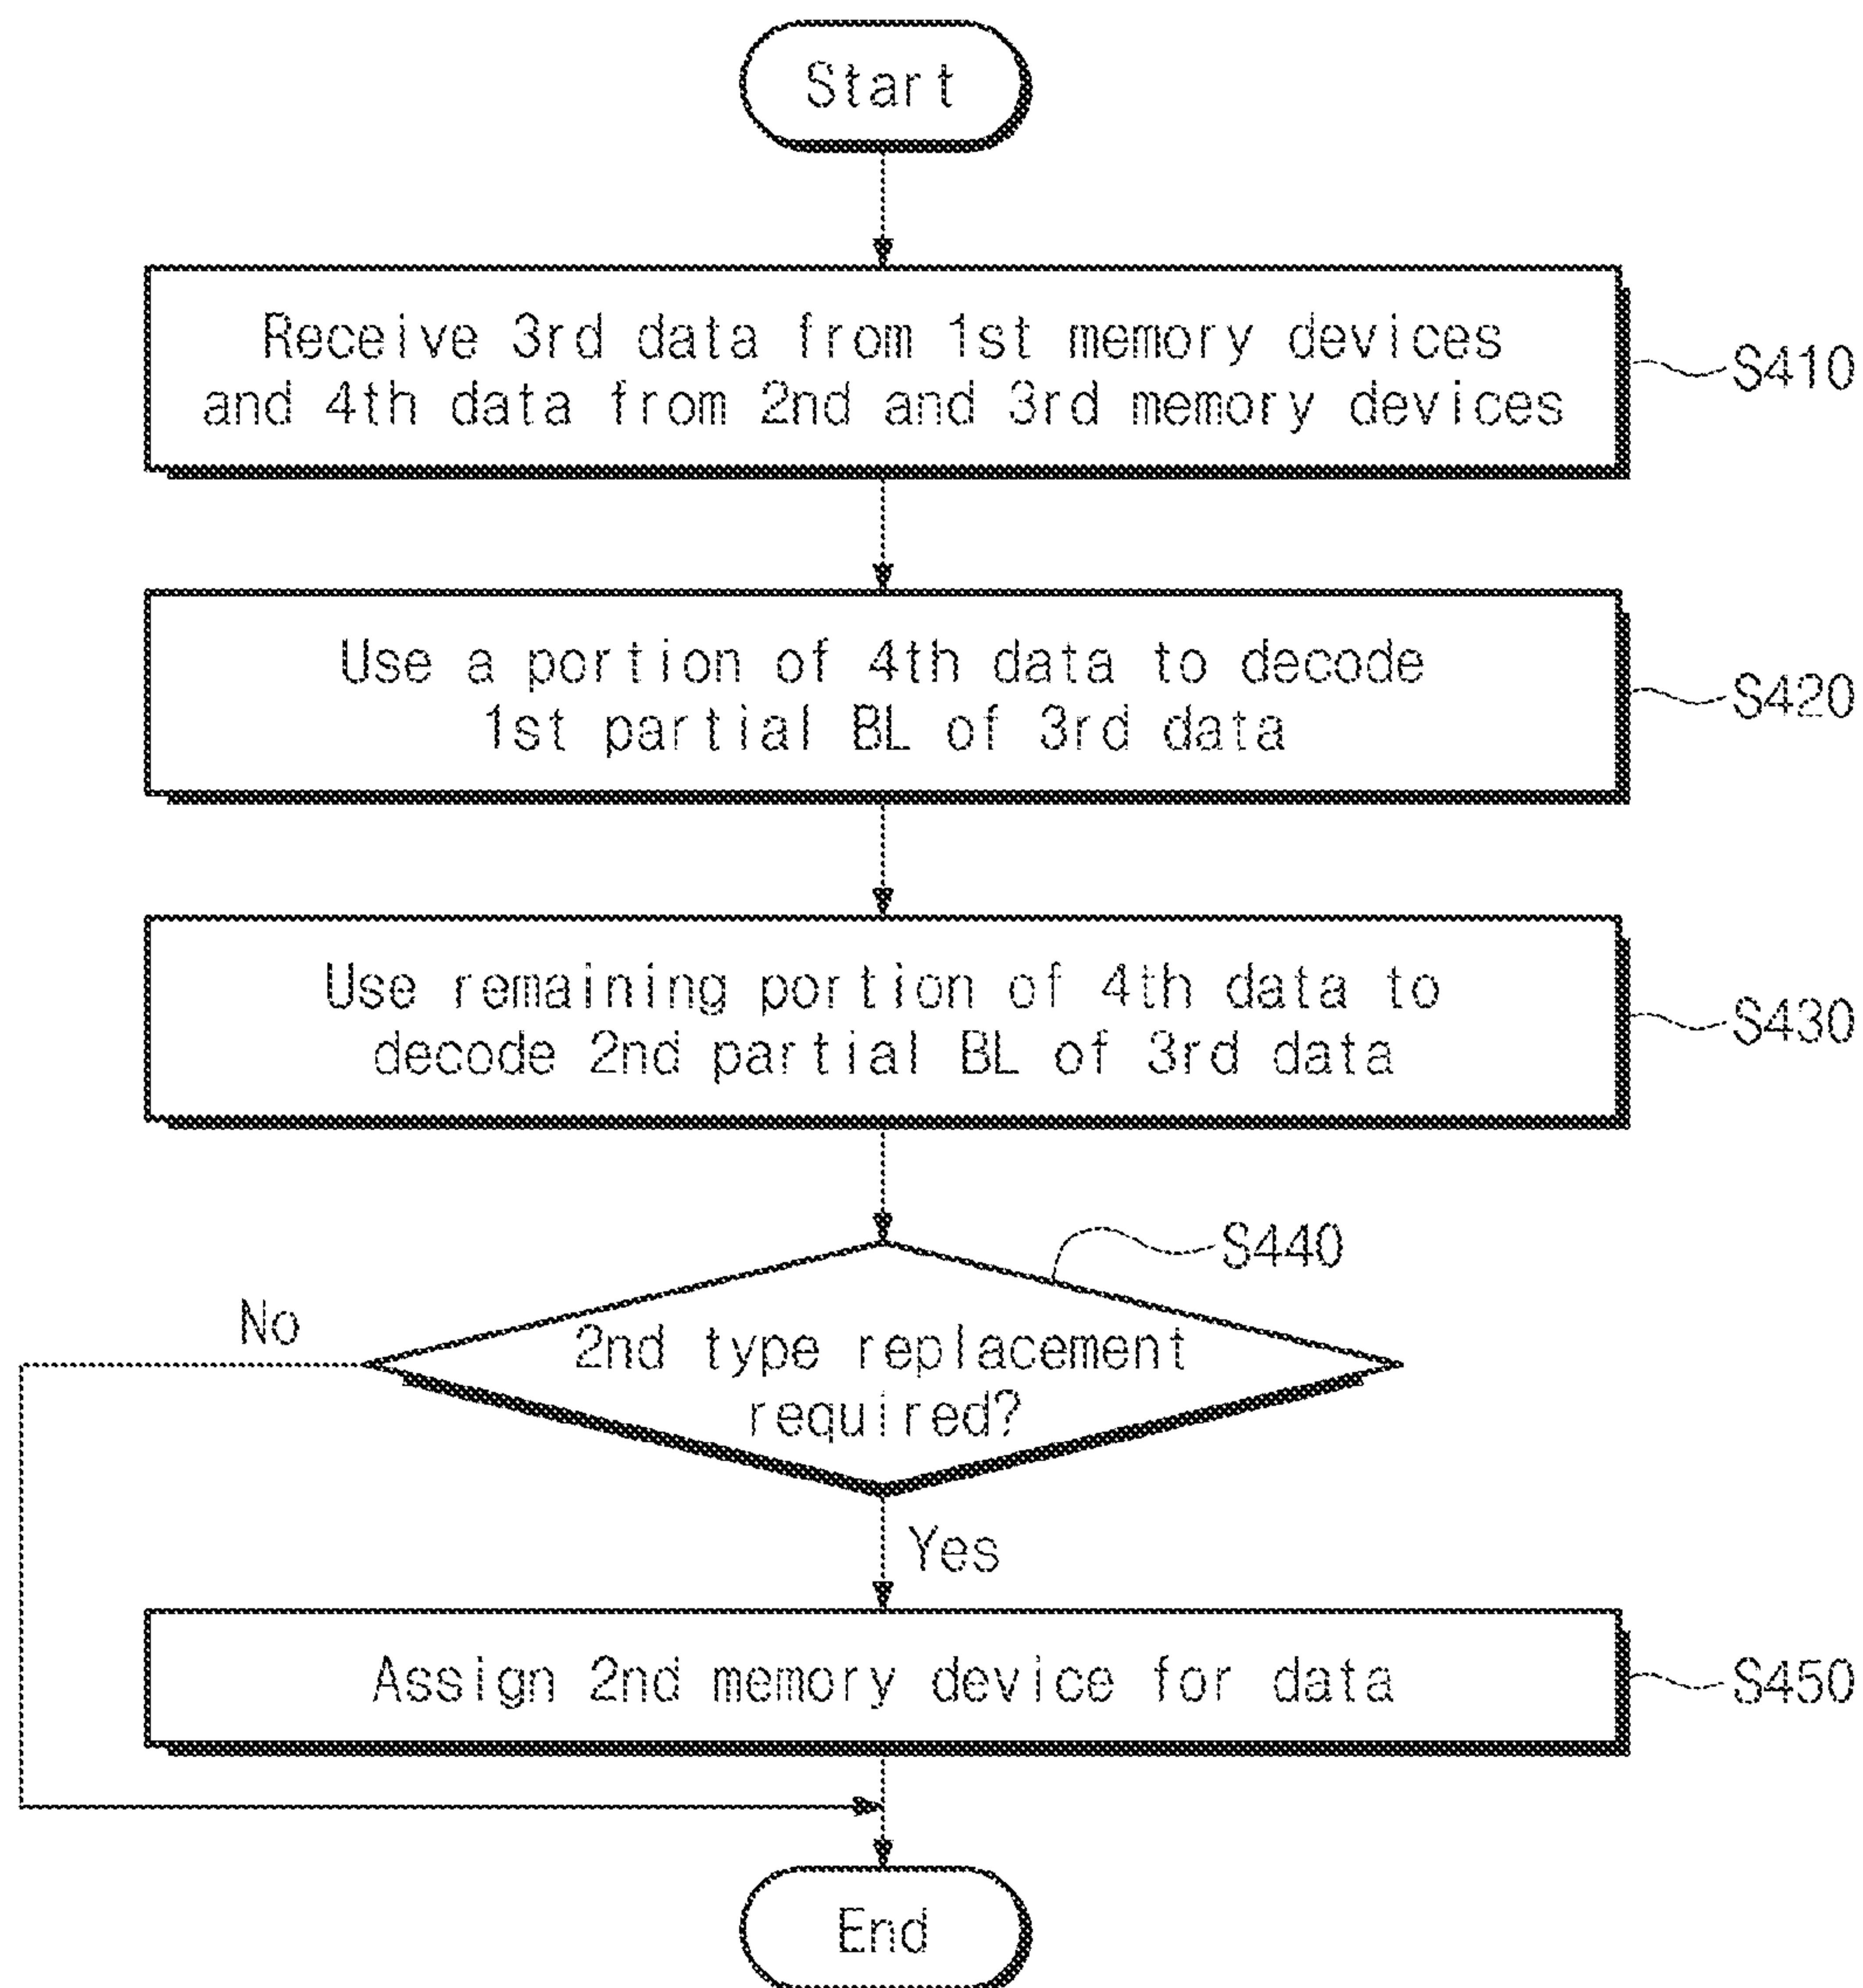 Start
Receive 3rd data from 1st memory devices
and 4th data from 2nd and 3rd memory devices
S410
Use a portion of 4th data to decode
1st partial BL of 3rd data
S420
Use remaining portion of 4th data to
decode 2nd partial BL of 3rd data
S430
S440
No
2nd type replacement
required?
Yes
Assign 2nd memory device for data
S450
End